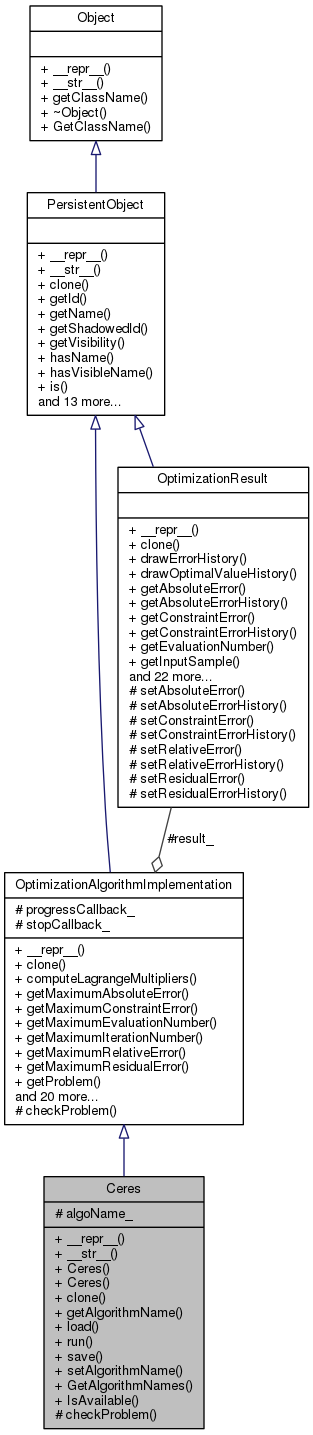 Object
+ __repr__()
+ __str__()
+ getClassName()
+ ~Object()
+ GetClassName()
PersistentObject
+ __repr__()
+ __str__()
+ clone()
+ getId()
+ getName()
+ getShadowedId()
+ getVisibility()
+ hasName()
+ hasVisibleName()
+ is()
and 13 more...
OptimizationResult
+ __repr__()
+ clone()
+ drawErrorHistory()
+ drawOptimalValueHistory()
+ getAbsoluteError()
+ getAbsoluteErrorHistory()
+ getConstraintError()
+ getConstraintErrorHistory()
+ getEvaluationNumber()
+ getInputSample()
and 22 more...
# setAbsoluteError()
# setAbsoluteErrorHistory()
# setConstraintError()
# setConstraintErrorHistory()
# setRelativeError()
# setRelativeErrorHistory()
# setResidualError()
# setResidualErrorHistory()
#result_
OptimizationAlgorithmImplementation
# progressCallback_
# stopCallback_
+ __repr__()
+ clone()
+ computeLagrangeMultipliers()
+ getMaximumAbsoluteError()
+ getMaximumConstraintError()
+ getMaximumEvaluationNumber()
+ getMaximumIterationNumber()
+ getMaximumRelativeError()
+ getMaximumResidualError()
+ getProblem()
and 20 more...
# checkProblem()
Ceres
# algoName_
+ __repr__()
+ __str__()
+ Ceres()
+ Ceres()
+ clone()
+ getAlgorithmName()
+ load()
+ run()
+ save()
+ setAlgorithmName()
+ GetAlgorithmNames()
+ IsAvailable()
# checkProblem()